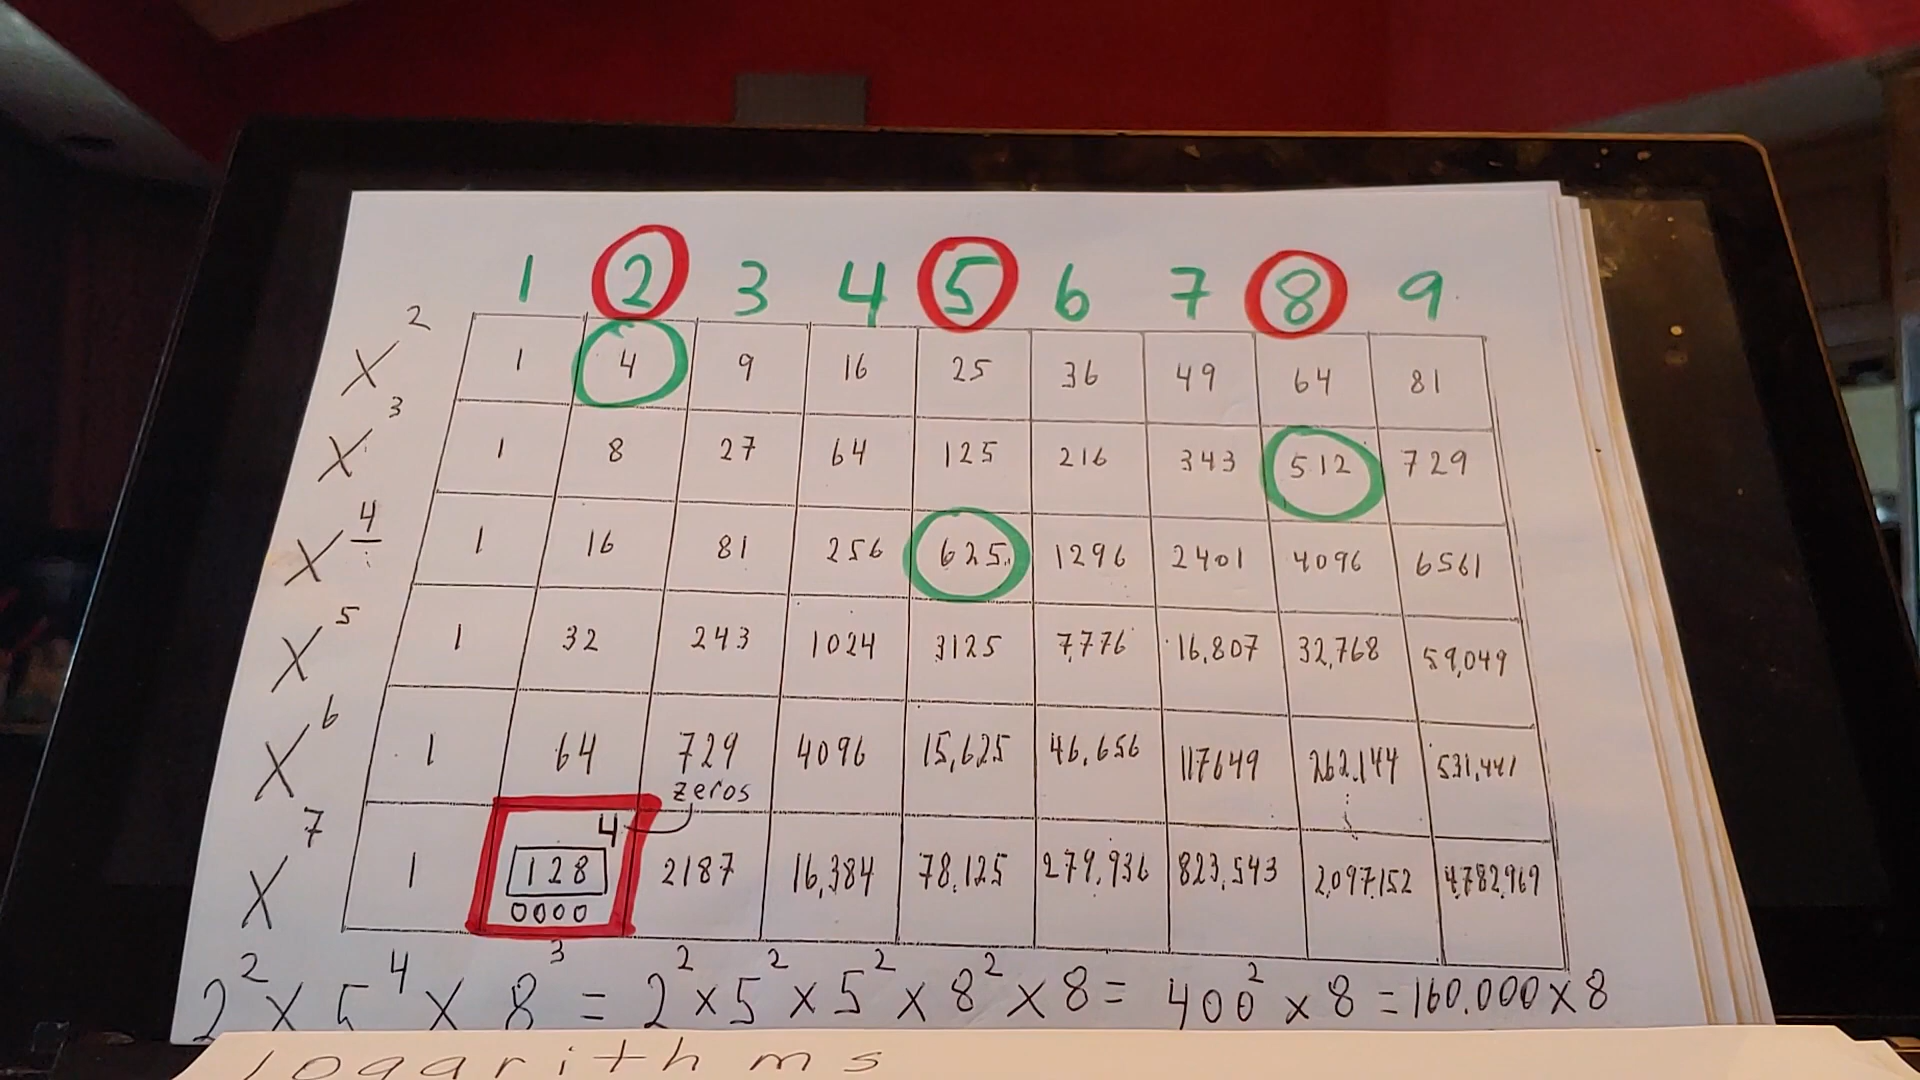 1 2 3 4 5 6 7 8 9
x² 1 4 9 16 25 36 49 64 81
x³ 1 8 27 64 125 216 343 512 729
x⁴ 1 16 81 256 625 1296 2401 4096 6561
x⁵ 1 32 243 1024 3125 7,776 16,807 32,768 59,049
x⁶ 1 64 729 4096 15,625 46,656 117649 262,144 531,441
zeros
4
x⁷ 1 128 2187 16,384 78,125 279,936 823,543 2,097,152 4,782,969
0000
2² x 5⁴ x 8³ = 2² x 5² x 5² x 8² x 8 = 400² x 8 = 160.000 x 8
logarithms